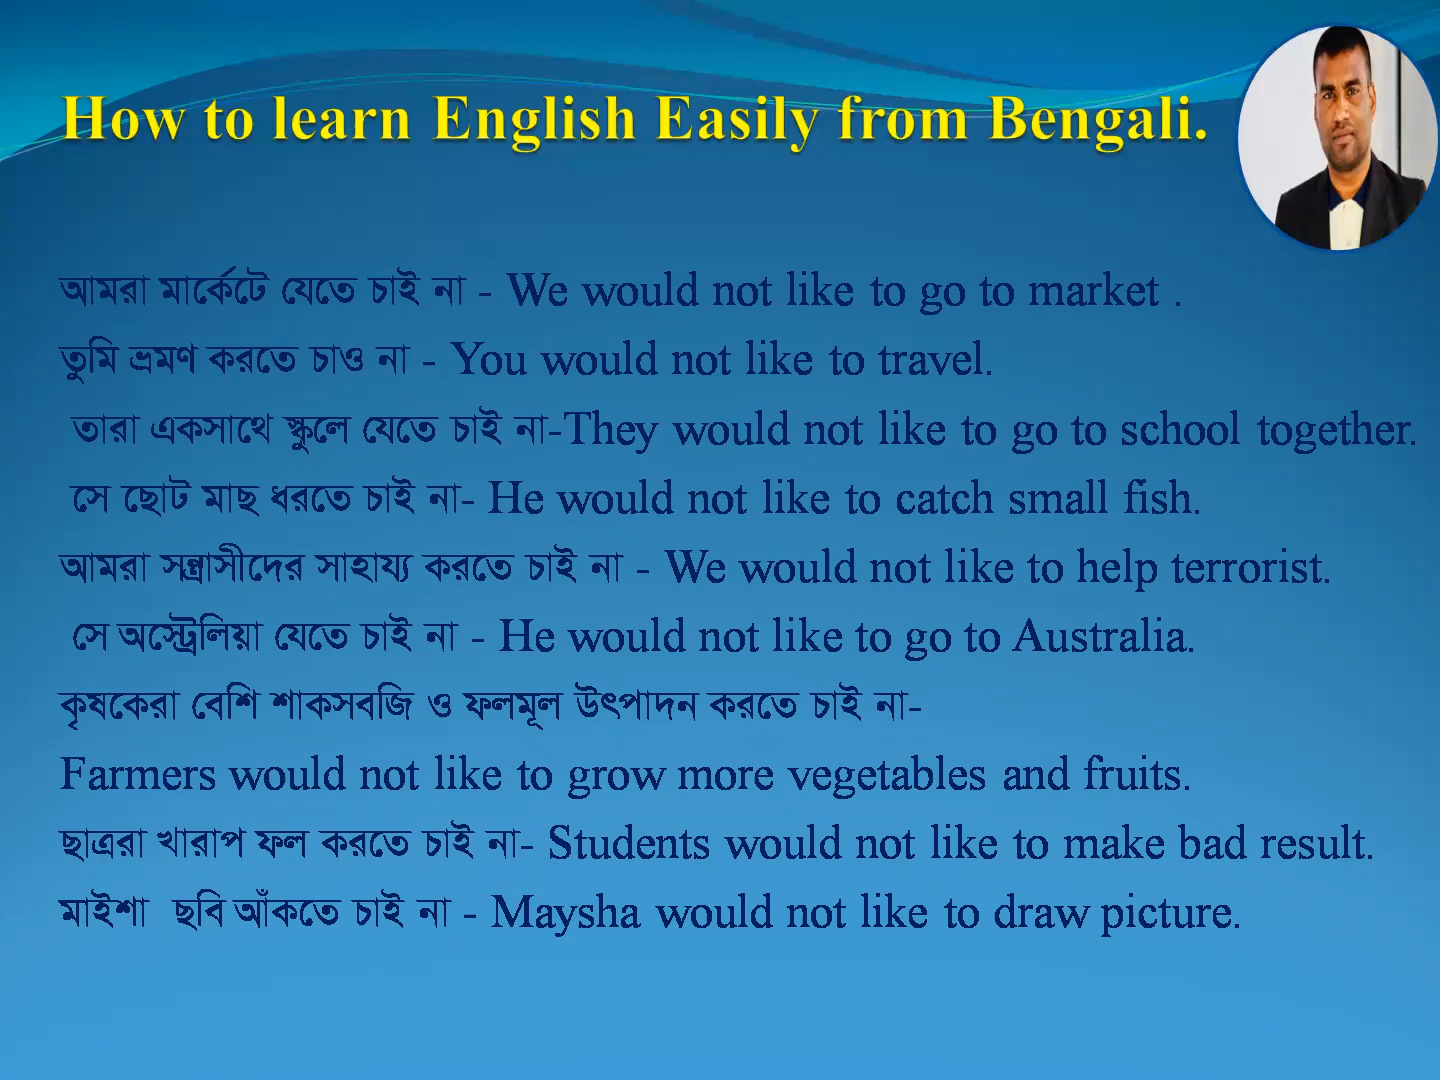 How to learn English Easily from Bengali.
আমরা মার্কেটে যেতে চাই না - We would not like to go to market .
তুমি ভ্রমণ করতে চাও না - You would not like to travel.
তারা একসাথে স্কুলে যেতে চাই না-They would not like to go to school together.
সে ছোট মাছ ধরতে চাই না- He would not like to catch small fish.
আমরা সন্ত্রাসীদের সাহায্য করতে চাই না - We would not like to help terrorist.
সে অস্ট্রেলিয়া যেতে চাই না - He would not like to go to Australia.
কৃষকেরা বেশি শাকসবজি ও ফলমূল উৎপাদন করতে চাই না-
Farmers would not like to grow more vegetables and fruits.
ছাত্ররা খারাপ ফল করতে চাই না- Students would not like to make bad result.
মাইশা ছবি আঁকতে চাই না - Maysha would not like to draw picture.